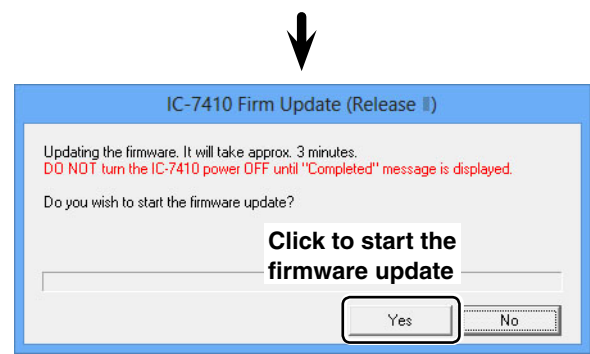 IC-7410 Firm Update (Release )
Updating the firmware. It will take approx. 3 minutes.
DO NOT turn the IC-7410 power OFF until "Completed" message is displayed.
Do you wish to start the firmware update?
Click to start the
firmware update
Yes No